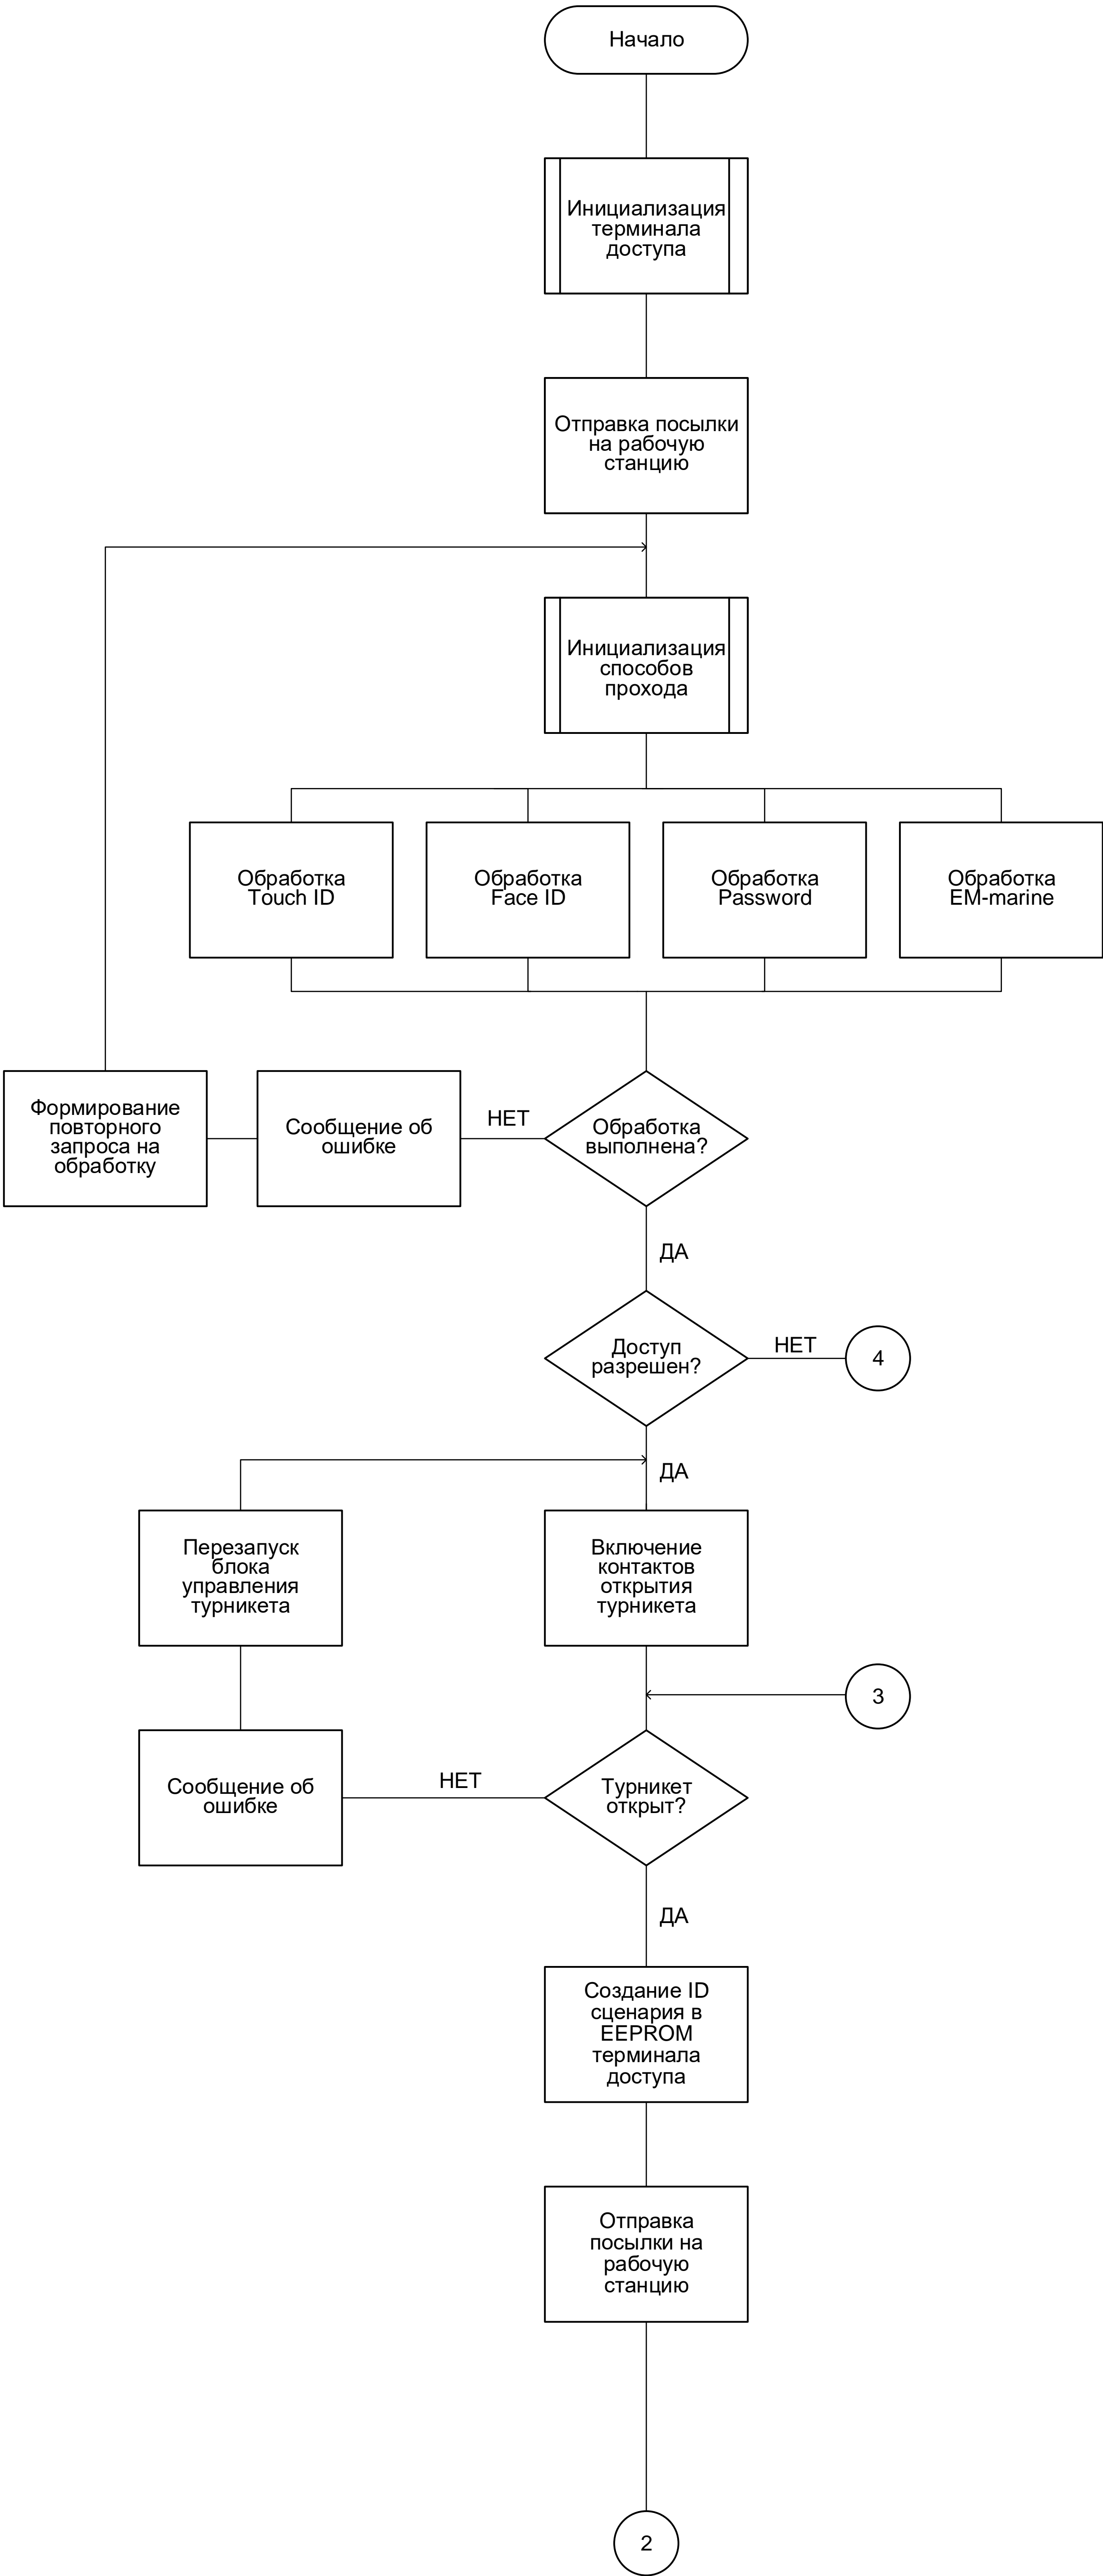 Начало
Инициализация
терминала
доступа
Отправка посылки
на рабочую
станцию
Инициализация
способов
прохода
Обработка
Touch ID
Обработка
Face ID
Обработка
Password
Обработка
EM-marine
Формирование
повторного
запроса на
обработку
Сообщение об
ошибке
НЕТ
Обработка
выполнена?
ДА
Доступ
разрешен?
НЕТ
4
ДА
Перезапуск
блока
управления
турникета
Включение
контактов
открытия
турникета
3
Сообщение об
ошибке
НЕТ
Турникет
открыт?
ДА
Создание ID
сценария в
EEPROM
терминала
доступа
Отправка
посылки на
рабочую
станцию
2